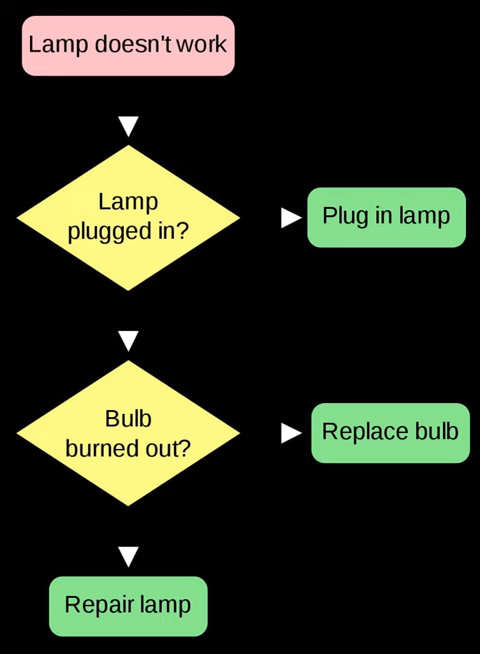 Lamp doesn't work
Lamp
plugged in?
Plug in lamp
Bulb
burned out?
Replace bulb
Repair lamp